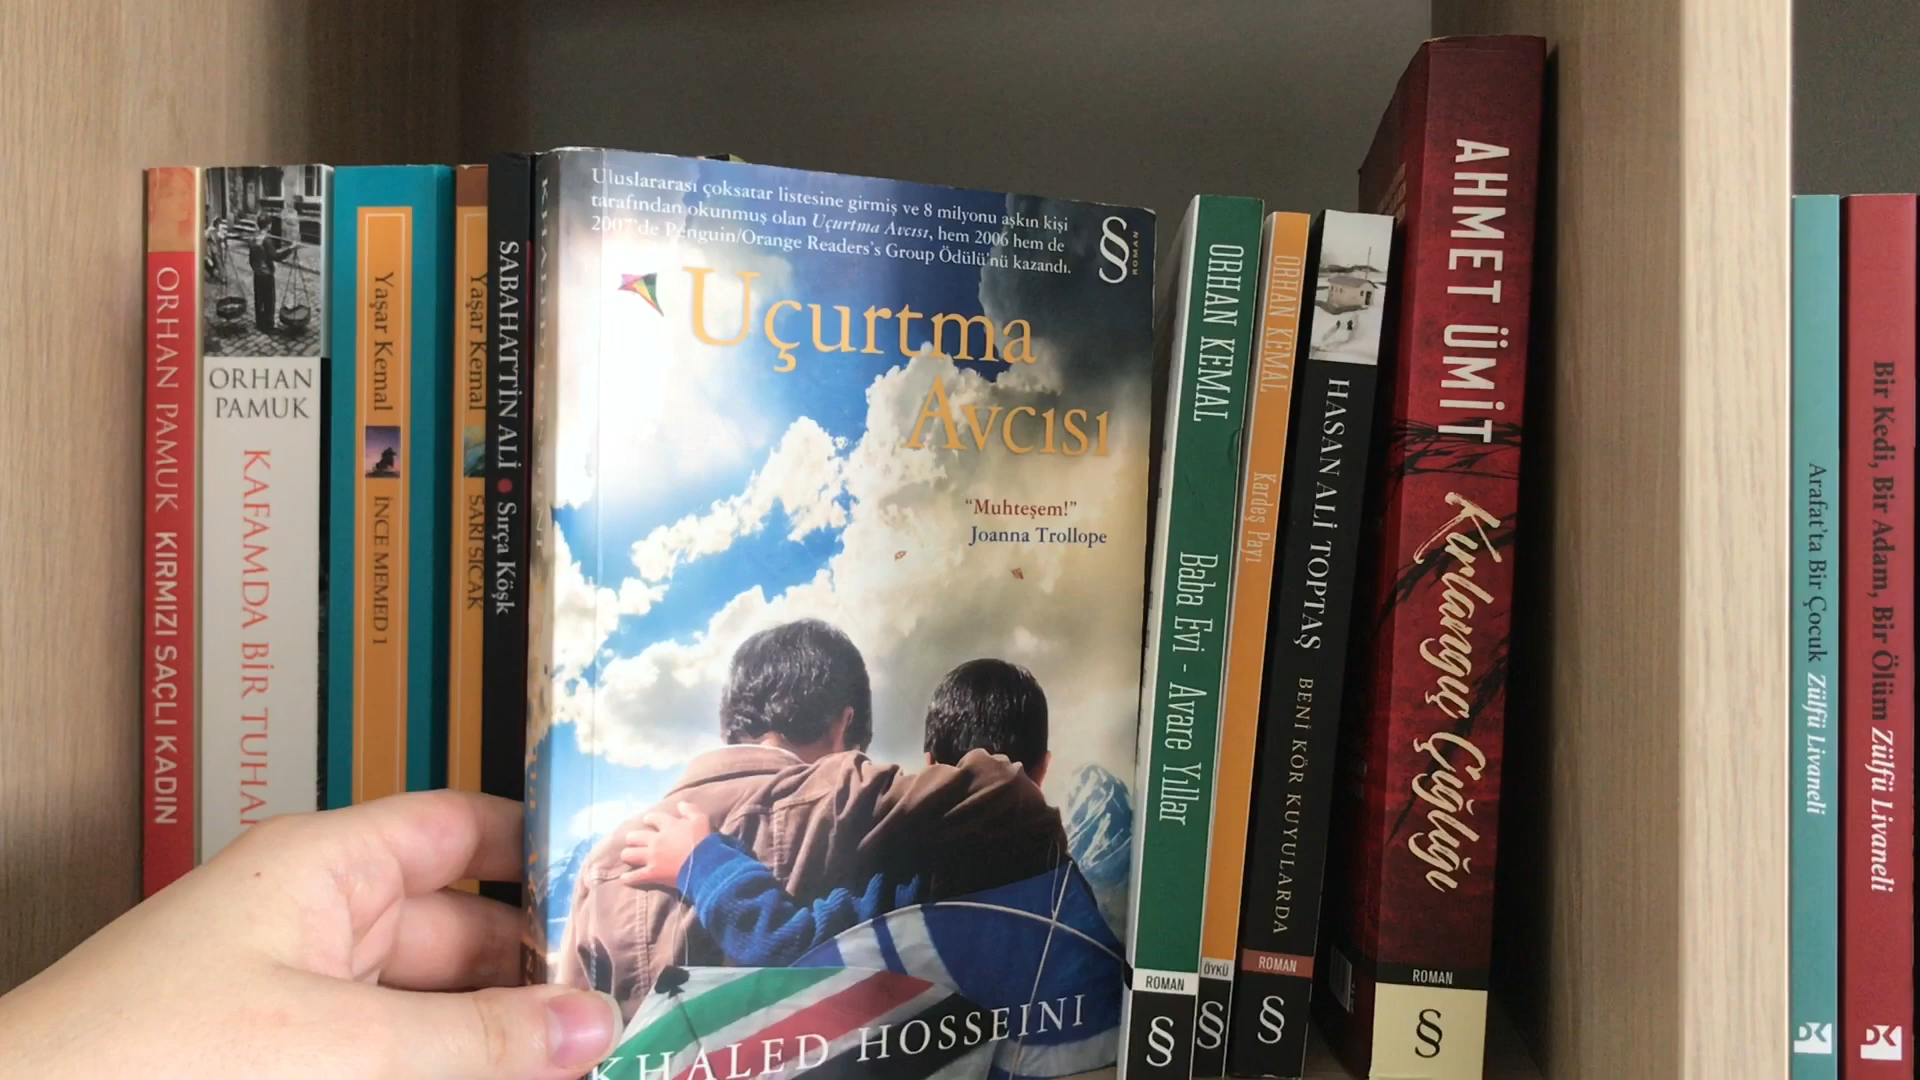 ORHAN PAMUK KIRMIZI SAÇLI KADIN
ORHAN
PAMUK
KAFAMDA BİR TUHAF
Yaşar Kemal İNCE MEMED 1
Yaşar Kemal SARI SICAK
SABAHATTİN ALİ Sırça Köşk
Uluslararası çoksatar listesine girmiş ve 8 milyonu aşkın kişi
tarafından okunmuş olan Uçurtma Avcısı, hem 2006 hem de
2007'de Penguin/Orange Readers's Group Ödülü'nü kazandı.
ROMAN
Uçurtma
Avcısı
"Muhteşem!"
Joanna Trollope
KHALED HOSSEINI
ORHAN KEMAL Baba Evi - Avare Yıllar
ROMAN
ORHAN KEMAL Kardeş Payı
ÖYKÜ
HASAN ALİ TOPTAŞ BENİ KÖR KUYULARDA
ROMAN
AHMET ÜMİT Kırlangıç Çığlığı
ROMAN
Arafat'ta Bir Çocuk Zülfü Livaneli
DK
Bir Kedi, Bir Adam, Bir Ölüm Zülfü Livaneli
DK